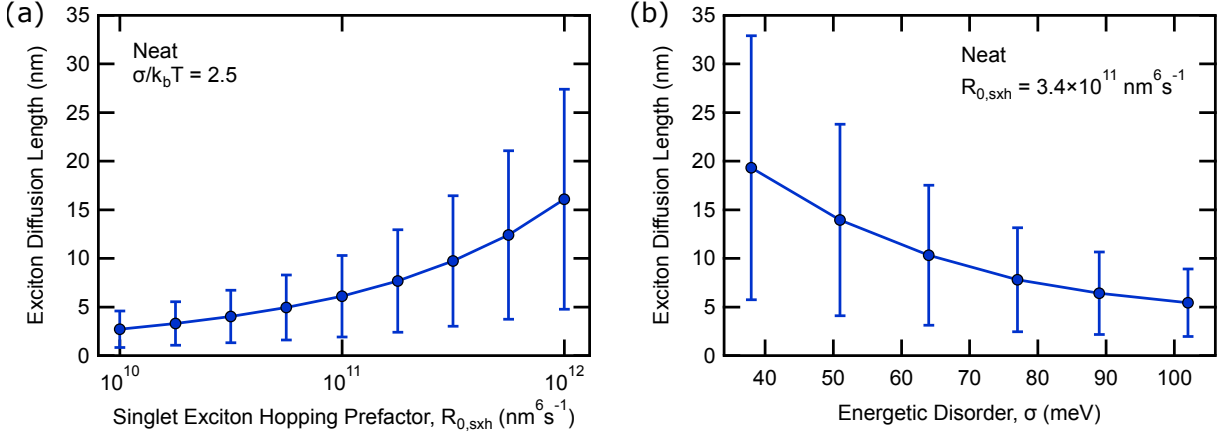 (a)
Exciton Diffusion Length (nm)
35
30
25
20
15
10
5
0
Neat
σ/k_bT = 2.5
10^10
10^11
10^12
Singlet Exciton Hopping Prefactor, R_0,sxh (nm^6s^-1)
(b)
Exciton Diffusion Length (nm)
35
30
25
20
15
10
5
0
Neat
R_0,sxh = 3.4×10^11 nm^6s^-1
40
50
60
70
80
90
100
Energetic Disorder, σ (meV)